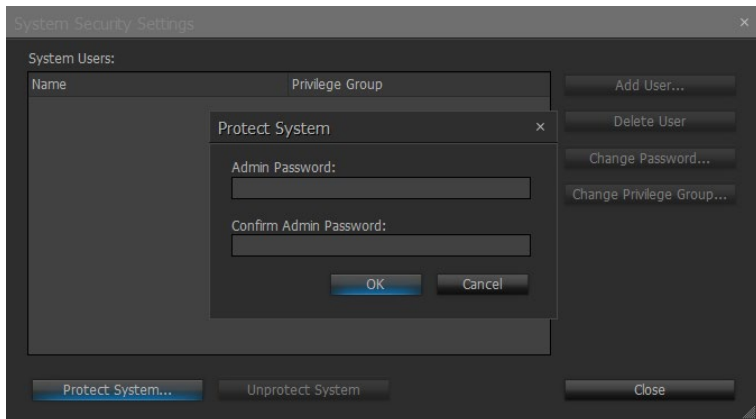 System Security Settings
System Users:
Name Privilege Group
Add User...
Delete User
Change Password...
Change Privilege Group...
Protect System
Admin Password:
Confirm Admin Password:
OK Cancel
Protect System... Unprotect System Close